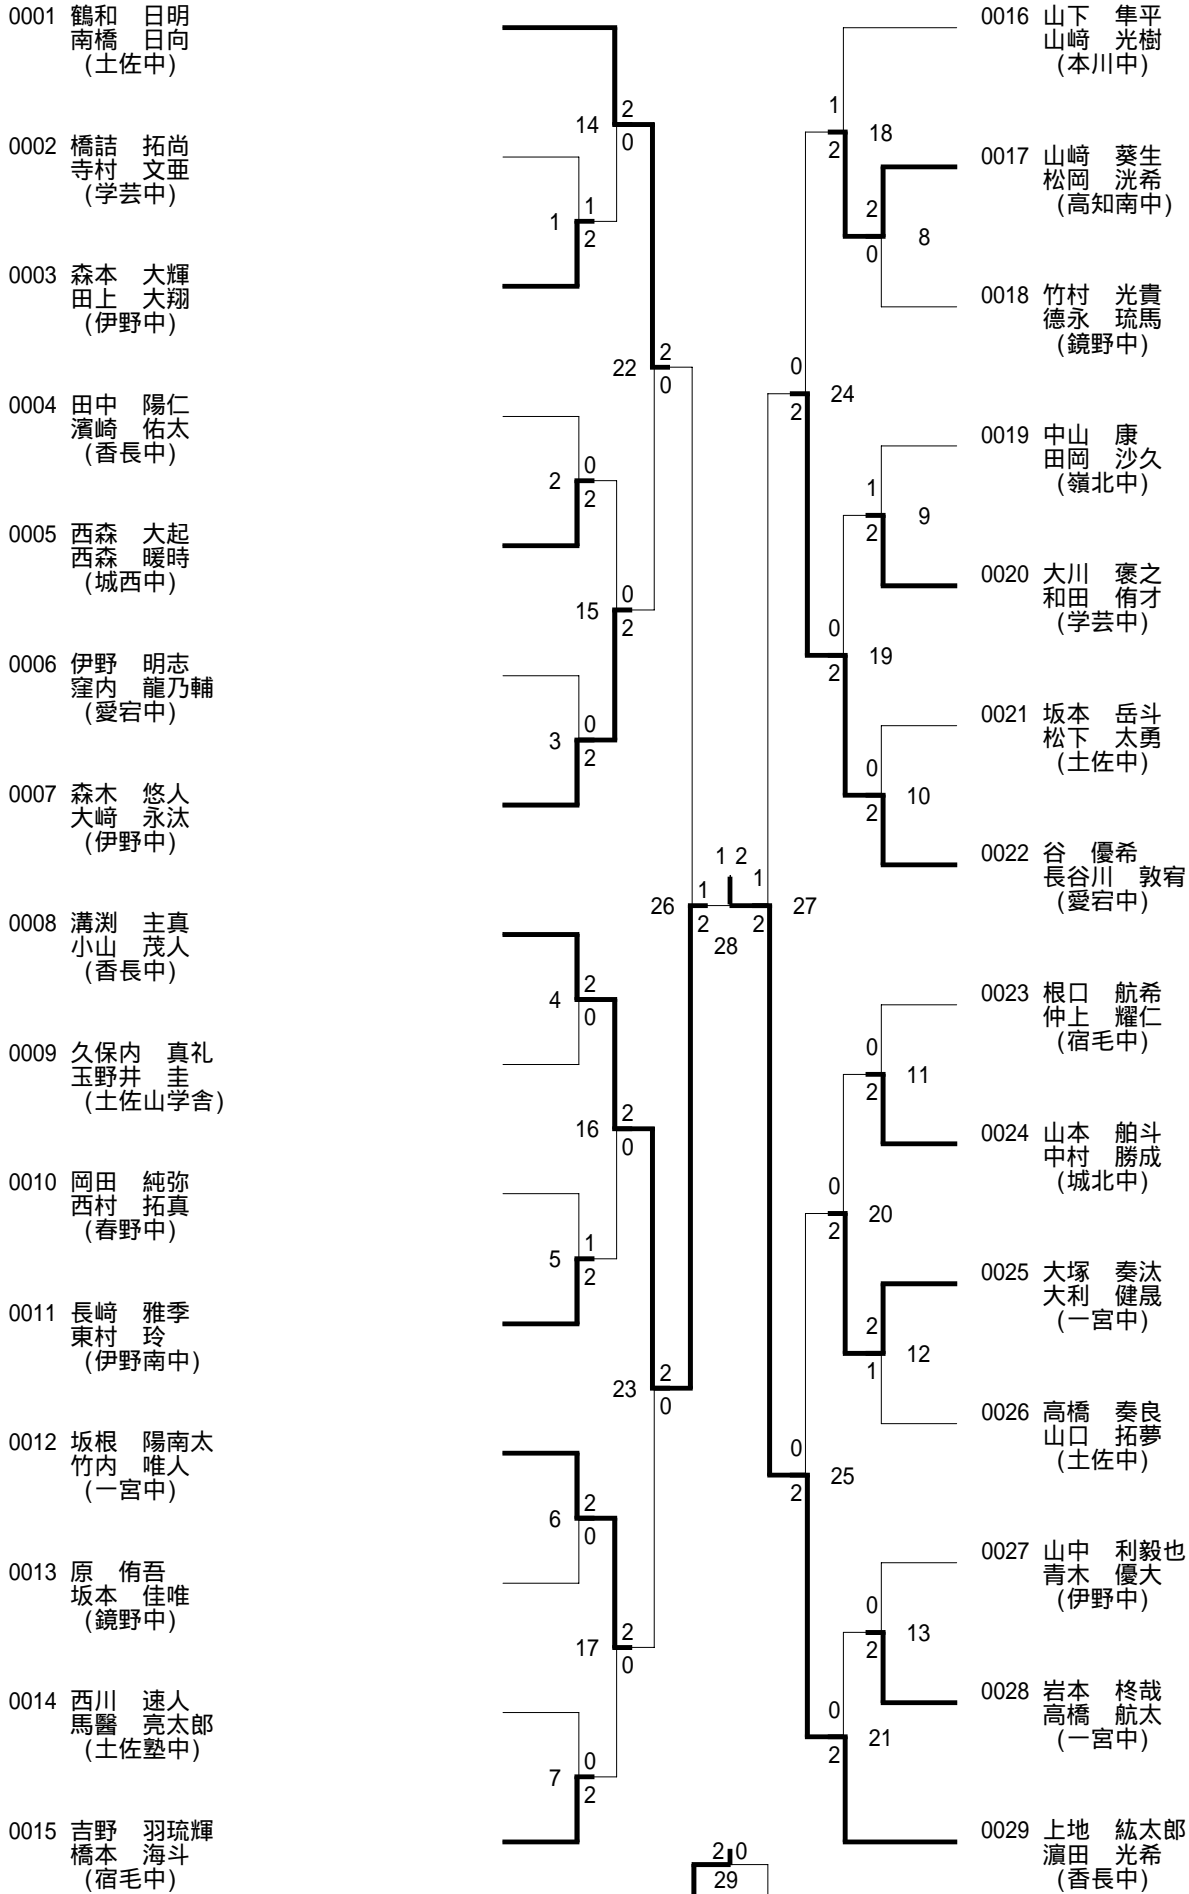 0001 鶴和　日明
南橋　日向
(土佐中)
0002 橋詰　拓尚
寺村　文亜
(学芸中)
0003 森本　大輝
田上　大翔
(伊野中)
0004 田中　陽仁
濱崎　佑太
(香長中)
0005 西森　大起
西森　暖時
(城西中)
0006 伊野　明志
窪内　龍乃輔
(愛宕中)
0007 森木　悠人
大﨑　永汰
(伊野中)
0008 溝渕　主真
小山　茂人
(香長中)
0009 久保内　真礼
玉野井　圭
(土佐山学舎)
0010 岡田　純弥
西村　拓真
(春野中)
0011 長﨑　雅季
東村　玲
(伊野南中)
0012 坂根　陽南太
竹内　唯人
(一宮中)
0013 原　侑吾
坂本　佳唯
(鏡野中)
0014 西川　速人
馬醫　亮太郎
(土佐塾中)
0015 吉野　羽琉輝
橋本　海斗
(宿毛中)
2
14
0
1
1
2
2
22
0
0
2
2
0
15
2
0
3
2
1
26
2
2
4
0
2
16
0
1
5
2
2
23
0
2
6
0
2
17
0
0
7
2
1 2
28
2 0
29
1
18
2
2
8
0
0
24
2
1
9
2
0
19
2
0
10
2
1
27
2
0
11
2
0
20
2
2
12
1
0
25
2
0
13
2
0
21
2
0016 山下　隼平
山﨑　光樹
(本川中)
0017 山﨑　葵生
松岡　洸希
(高知南中)
0018 竹村　光貴
德永　琉馬
(鏡野中)
0019 中山　康
田岡　沙久
(嶺北中)
0020 大川　褒之
和田　侑才
(学芸中)
0021 坂本　岳斗
松下　太勇
(土佐中)
0022 谷　優希
長谷川　敦宥
(愛宕中)
0023 根口　航希
仲上　耀仁
(宿毛中)
0024 山本　舶斗
中村　勝成
(城北中)
0025 大塚　奏汰
大利　健晟
(一宮中)
0026 高橋　奏良
山口　拓夢
(土佐中)
0027 山中　利毅也
青木　優大
(伊野中)
0028 岩本　柊哉
高橋　航太
(一宮中)
0029 上地　紘太郎
濵田　光希
(香長中)